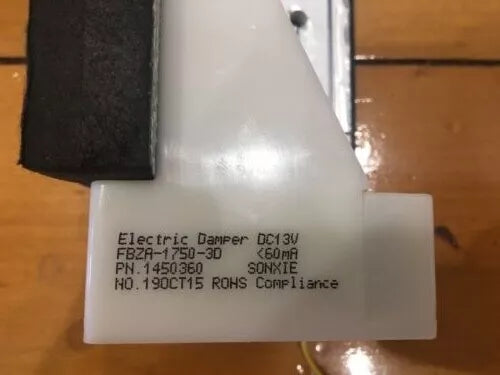 Electric Damper DC13V
FBZA-1750-3D <60mA
PN.1450360 SONXIE
NO.19OCT15 ROHS Compliance